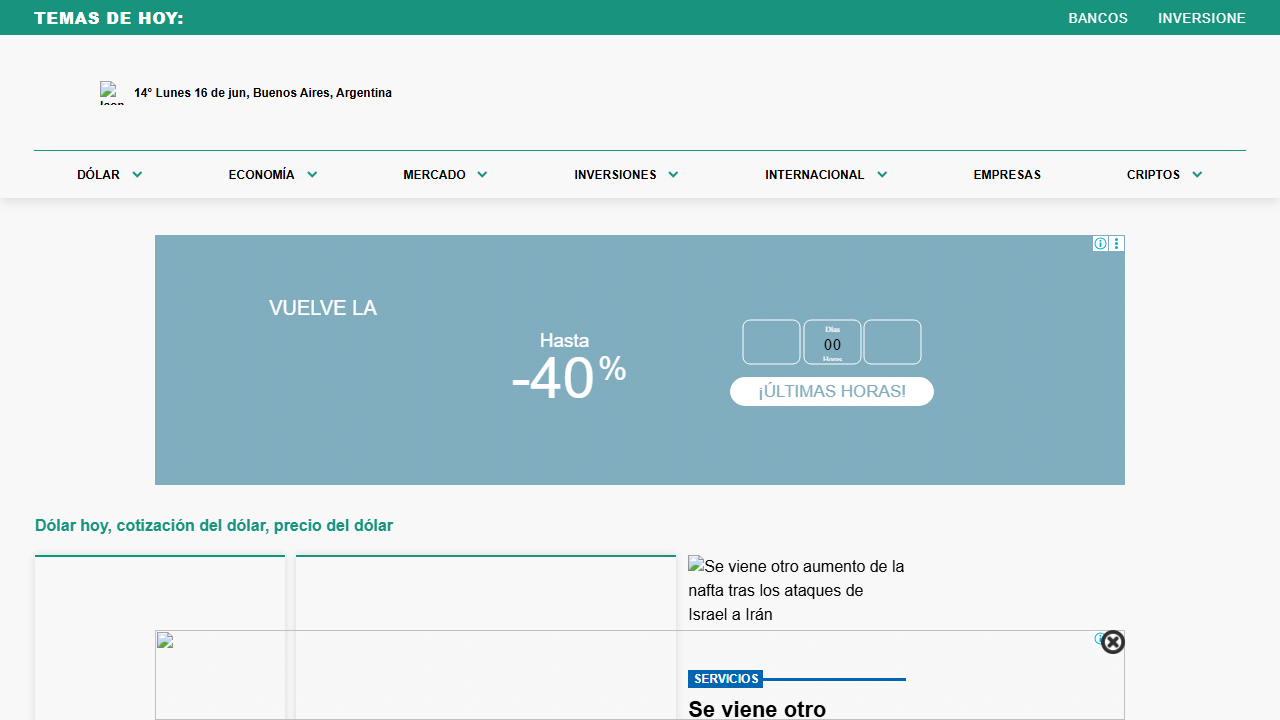 TEMAS DE HOY:
BANCOS
INVERSIONE
14° Lunes 16 de jun, Buenos Aires, Argentina
DÓLAR
ECONOMÍA
MERCADO
INVERSIONES
INTERNACIONAL
EMPRESAS
CRIPTOS
VUELVE LA
Hasta
-40%
Días
00
Horas
¡ÚLTIMAS HORAS!
Dólar hoy, cotización del dólar, precio del dólar
Se viene otro aumento de la
nafta tras los ataques de
Israel a Irán
SERVICIOS
Se viene otro